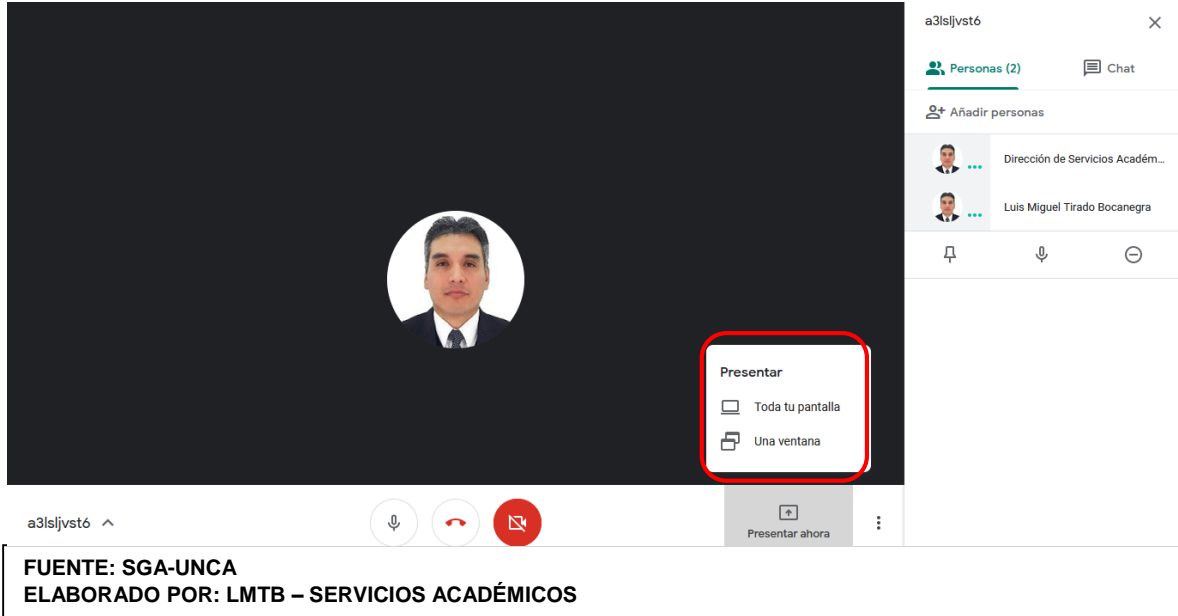 a3lsljvst6
Personas (2)
Chat
Añadir personas
Dirección de Servicios Académ...
Luis Miguel Tirado Bocanegra
Presentar
Toda tu pantalla
Una ventana
a3lsljvst6
Presentar ahora
FUENTE: SGA-UNCA
ELABORADO POR: LMTB – SERVICIOS ACADÉMICOS